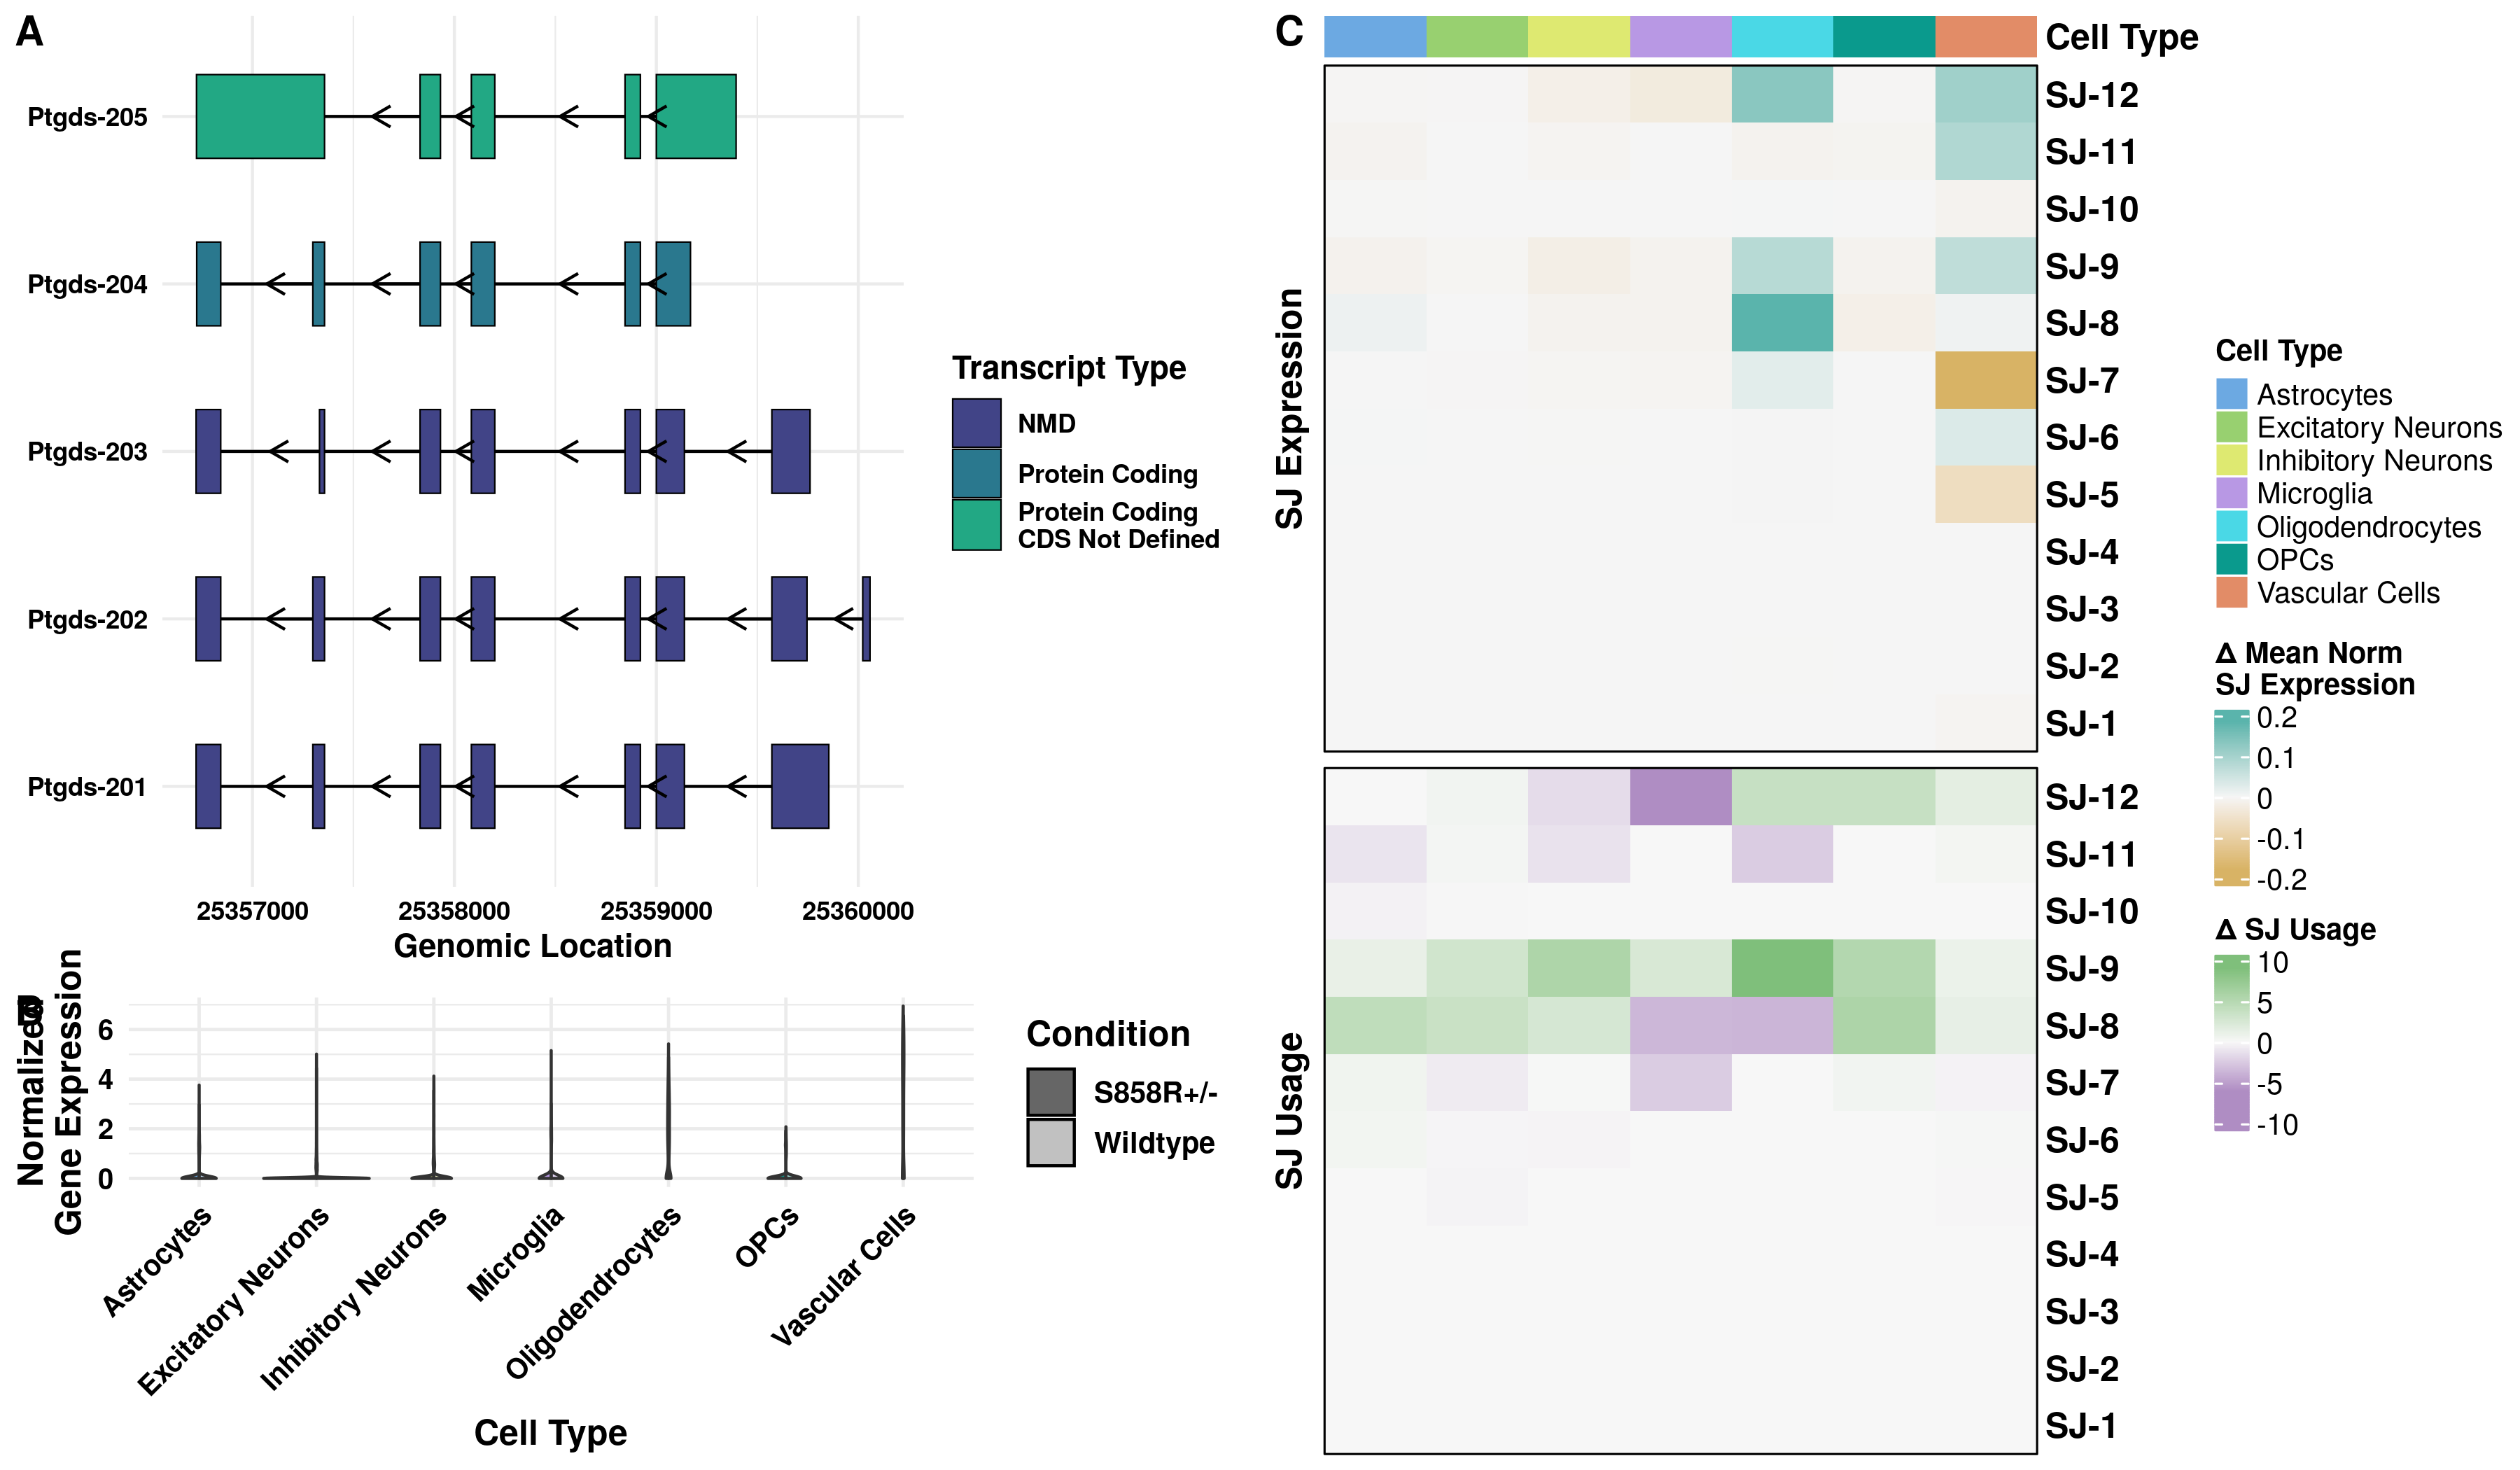 A
Ptgds-205
Ptgds-204
Ptgds-203
Ptgds-202
Ptgds-201
25357000
25358000
25359000
25360000
Genomic Location
Transcript Type
NMD
Protein Coding
Protein Coding
CDS Not Defined
B
Normalized
Gene Expression
6
4
2
0
Astrocytes
Excitatory Neurons
Inhibitory Neurons
Microglia
Oligodendrocytes
OPCs
Vascular Cells
Cell Type
Condition
S858R+/-
Wildtype
C
Cell Type
SJ Expression
SJ-12
SJ-11
SJ-10
SJ-9
SJ-8
SJ-7
SJ-6
SJ-5
SJ-4
SJ-3
SJ-2
SJ-1
SJ Usage
SJ-12
SJ-11
SJ-10
SJ-9
SJ-8
SJ-7
SJ-6
SJ-5
SJ-4
SJ-3
SJ-2
SJ-1
Cell Type
Astrocytes
Excitatory Neurons
Inhibitory Neurons
Microglia
Oligodendrocytes
OPCs
Vascular Cells
Δ Mean Norm
SJ Expression
0.2
0.1
0
-0.1
-0.2
Δ SJ Usage
10
5
0
-5
-10